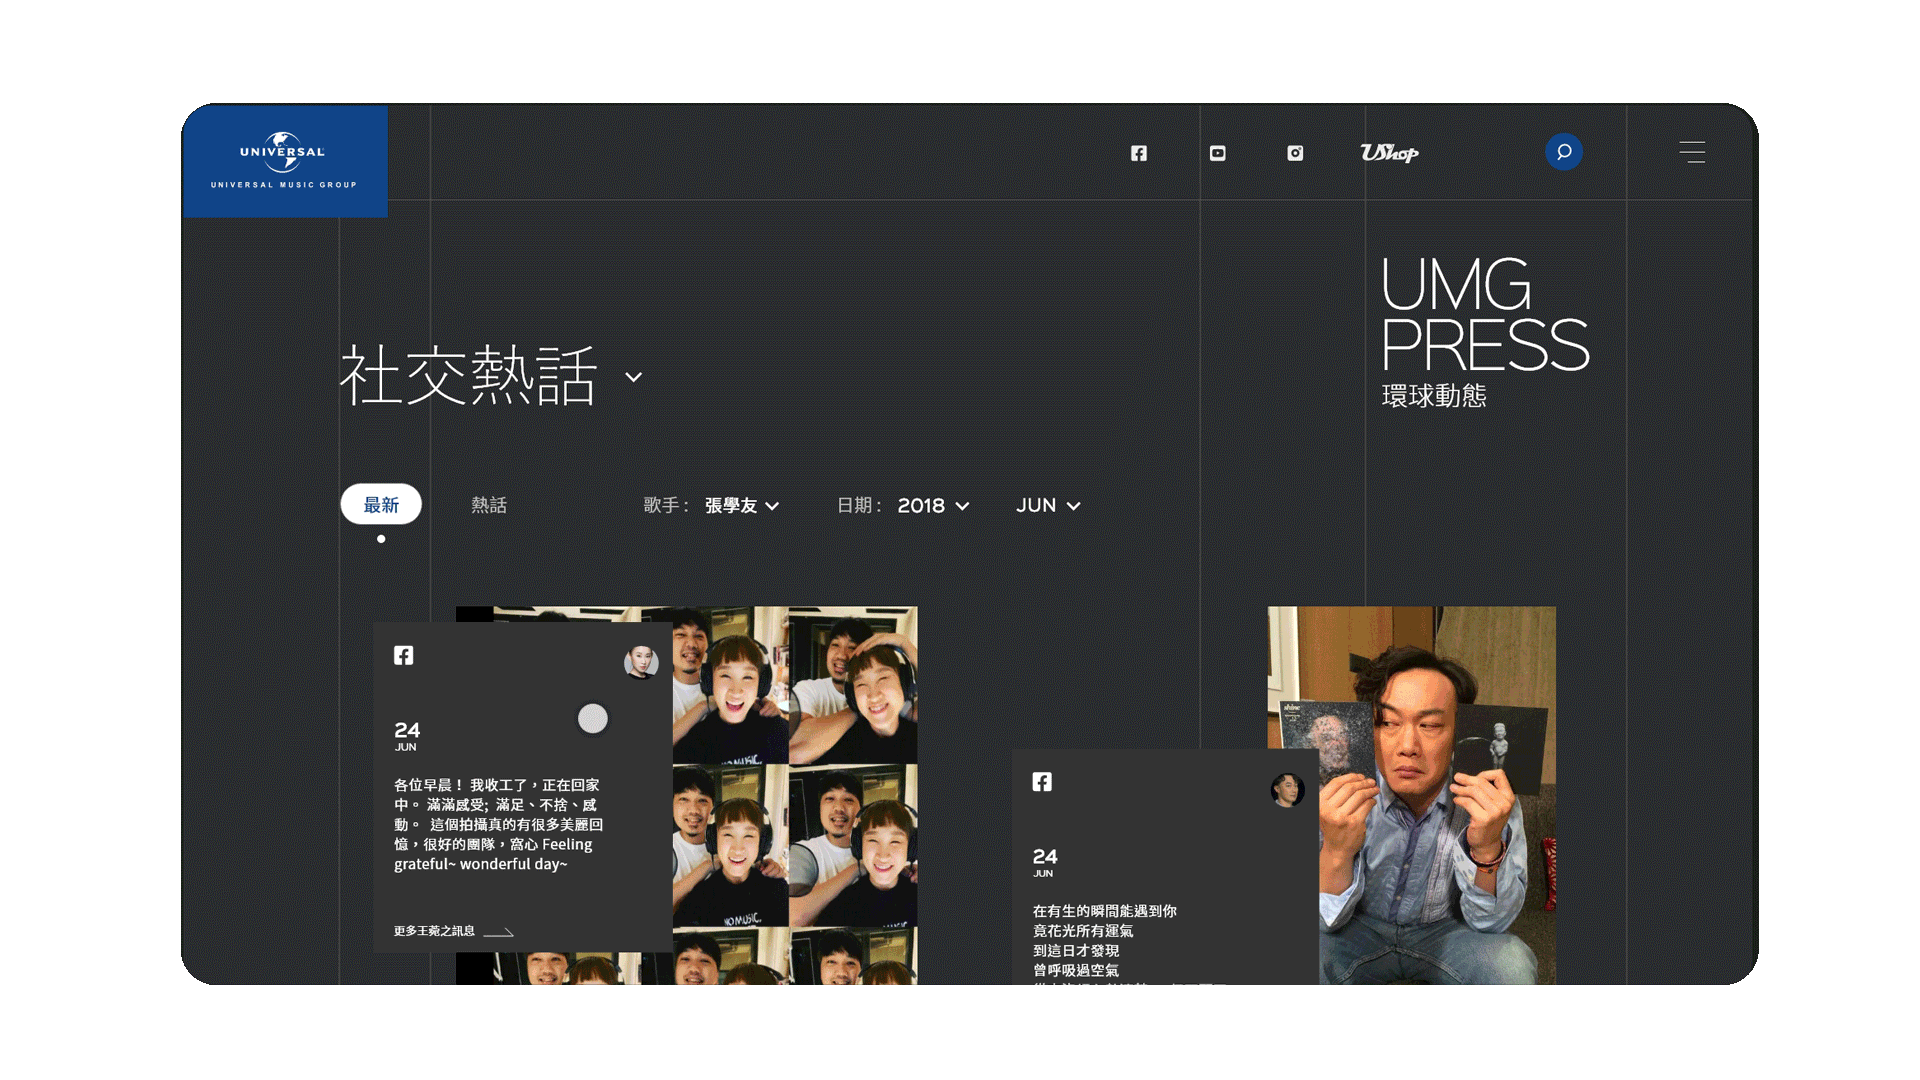 UNIVERSAL
UNIVERSAL MUSIC GROUP
UShop
UMG
PRESS
環球動態
社交熱話
最新
熱話
歌手 :
張學友
日期 :
2018
JUN
24
JUN
各位早晨！ 我收工了，正在回家
中。 滿滿感受; 滿足、不捨、感
動。 這個拍攝真的有很多美麗回
憶，很好的團隊，窩心 Feeling
grateful~ wonderful day~
更多王菀之訊息
NO MUSIC.
NO MUSIC.
shine
24
JUN
在有生的瞬間能遇到你
竟花光所有運氣
到這日才發現
曾呼吸過空氣